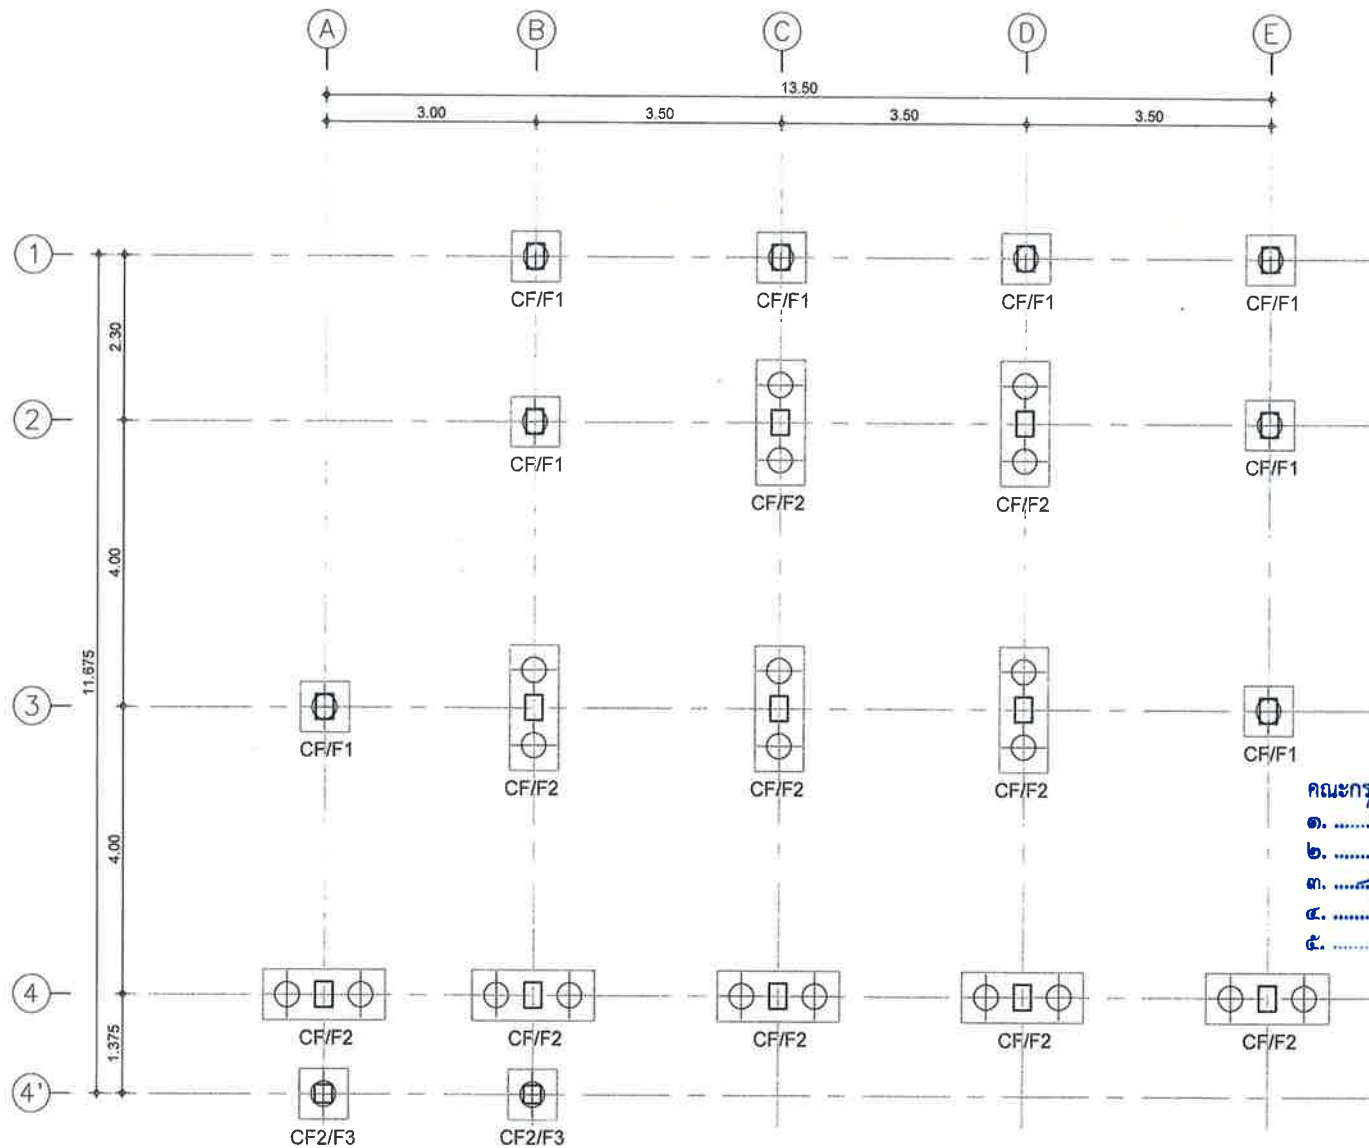 A B C D E
13.50
3.00 3.50 3.50 3.50
1
CF/F1 CF/F1 CF/F1 CF/F1
2.30
2
CF/F1 CF/F1
CF/F2 CF/F2
4.00
11.675
3
CF/F1 CF/F1
CF/F2 CF/F2 CF/F2
๑. ........
๒. ........
๓. ........
๔. ........
๕. ........
4.00
4
CF/F2 CF/F2 CF/F2 CF/F2 CF/F2
1.375
4'
CF2/F3 CF2/F3